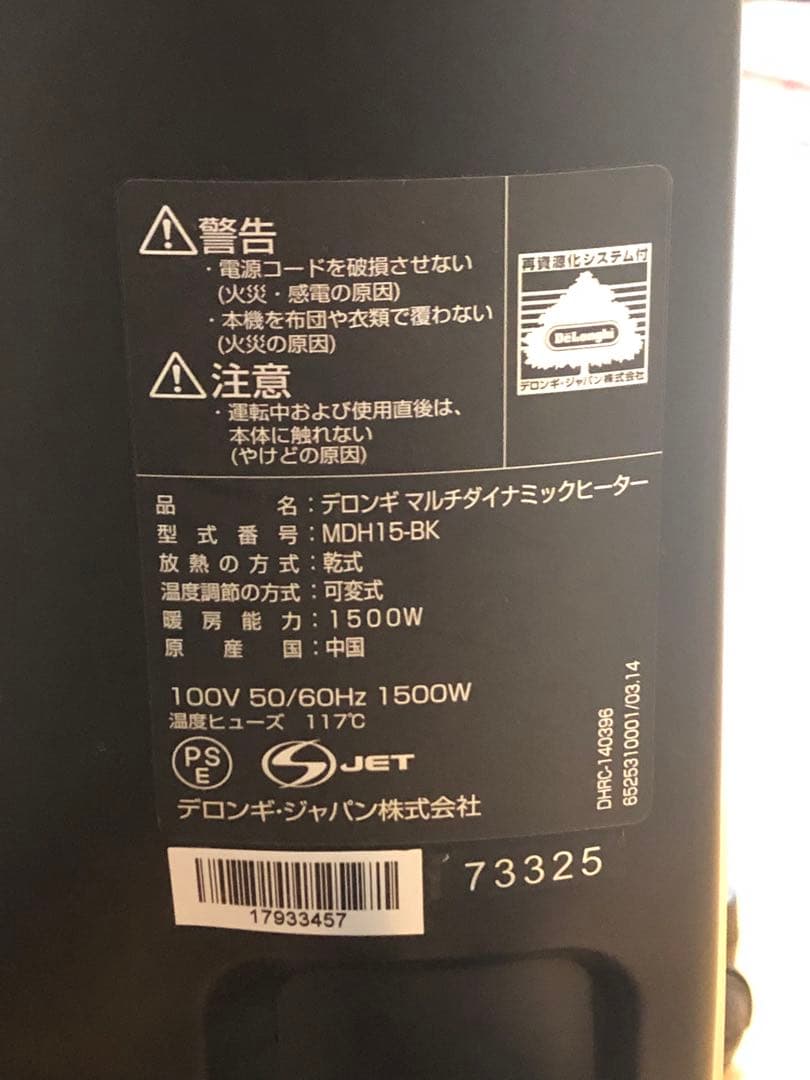 警告
・電源コードを破損させない
(火災・感電の原因)
・本機を布団や衣類で覆わない
(火災の原因)
注意
・運転中および使用直後は、
本体に触れない
(やけどの原因)
再資源化システム付
DeLonghi
デロンギ・ジャパン株式会社
品名：デロンギ マルチダイナミックヒーター
型式番号：MDH15-BK
放熱の方式：乾式
温度調節の方式：可変式
暖房能力：1500W
原産国：中国
100V 50/60Hz 1500W
温度ヒューズ 117℃
PSE
JET
デロンギ・ジャパン株式会社
DHRC-140396
6525310001/03.14
17933457
73325